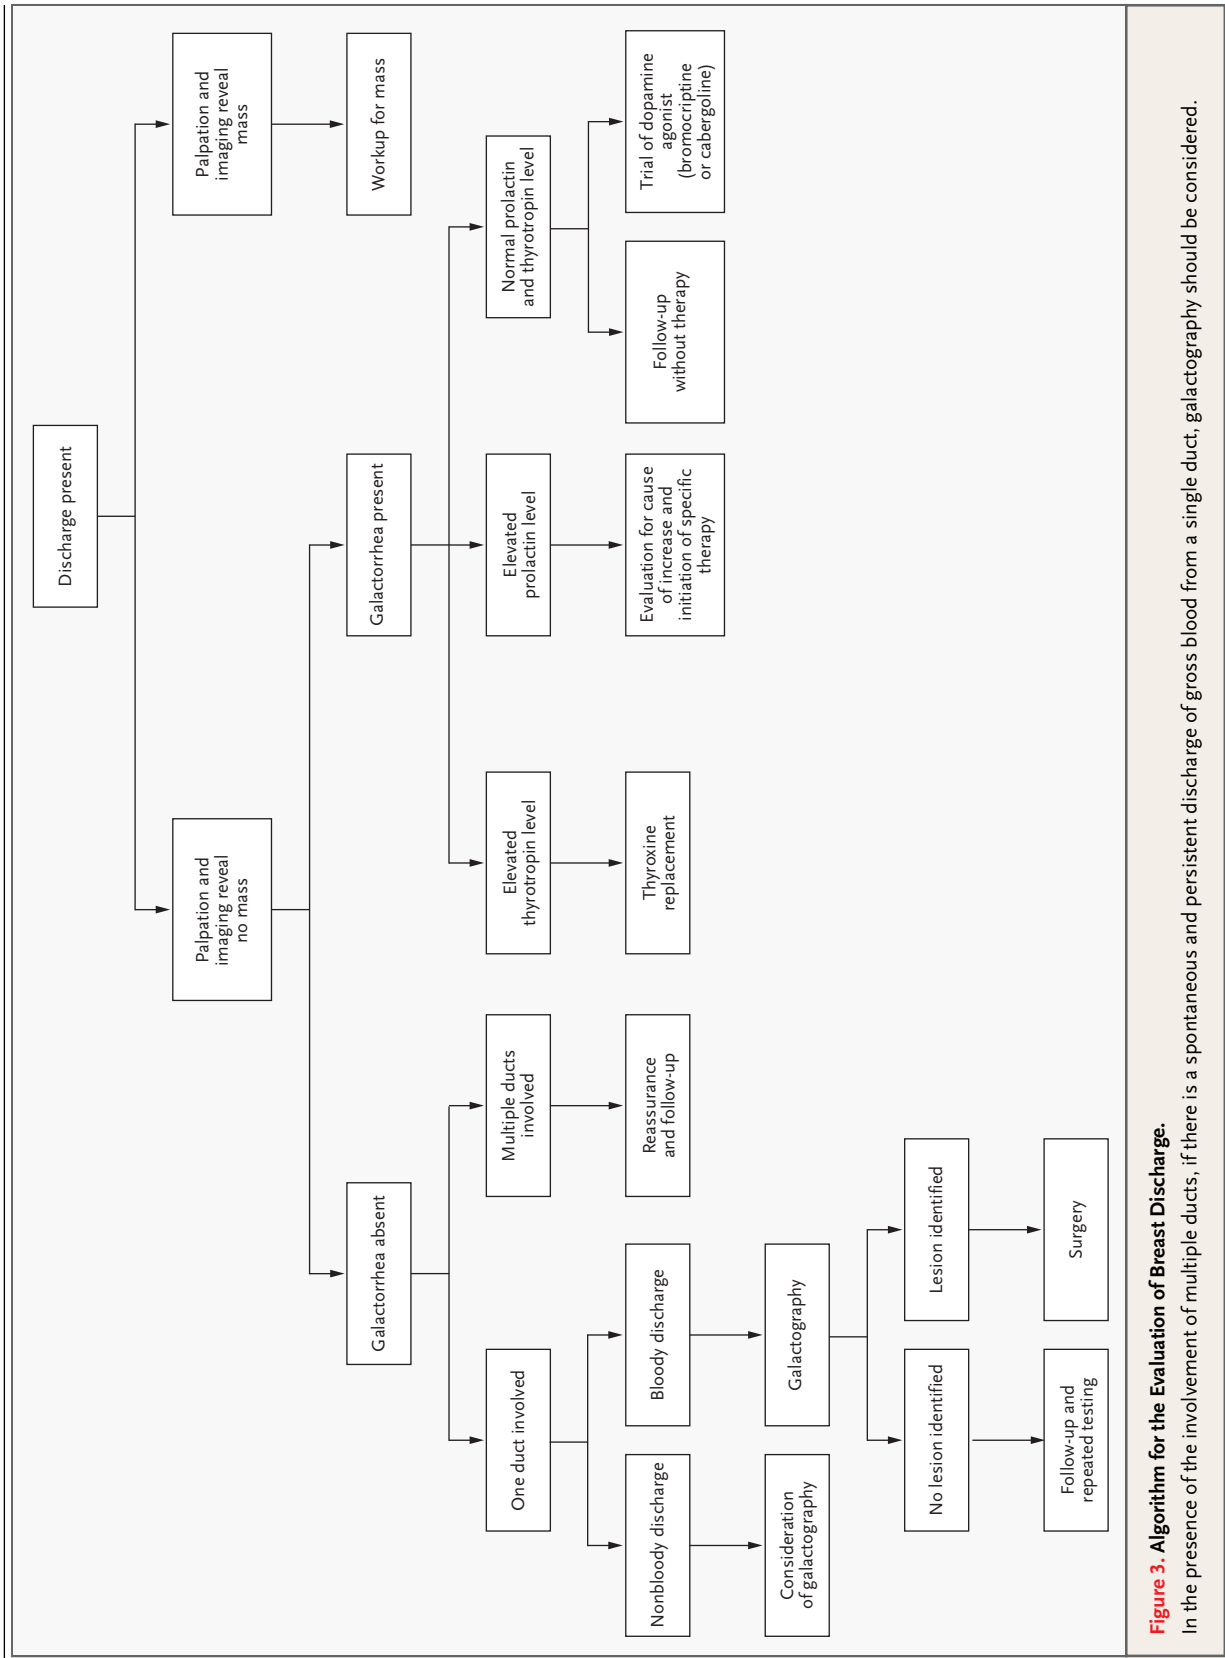 Discharge present
Palpation and
imaging reveal
no mass
Palpation and
imaging reveal
mass
Galactorrhea absent
Galactorrhea present
Workup for mass
One duct involved
Multiple ducts
involved
Elevated
thyrotropin level
Elevated
prolactin level
Normal prolactin
and thyrotropin level
Nonbloody discharge
Bloody discharge
Reassurance
and follow-up
Thyroxine
replacement
Evaluation for cause
of increase and
initiation of specific
therapy
Follow-up
without therapy
Trial of dopamine
agonist
(bromocriptine
or cabergoline)
Consideration
of galactography
Galactography
No lesion identified
Lesion identified
Follow-up and
repeated testing
Surgery
Figure 3. Algorithm for the Evaluation of Breast Discharge.
In the presence of the involvement of multiple ducts, if there is a spontaneous and persistent discharge of gross blood from a single duct, galactography should be considered.